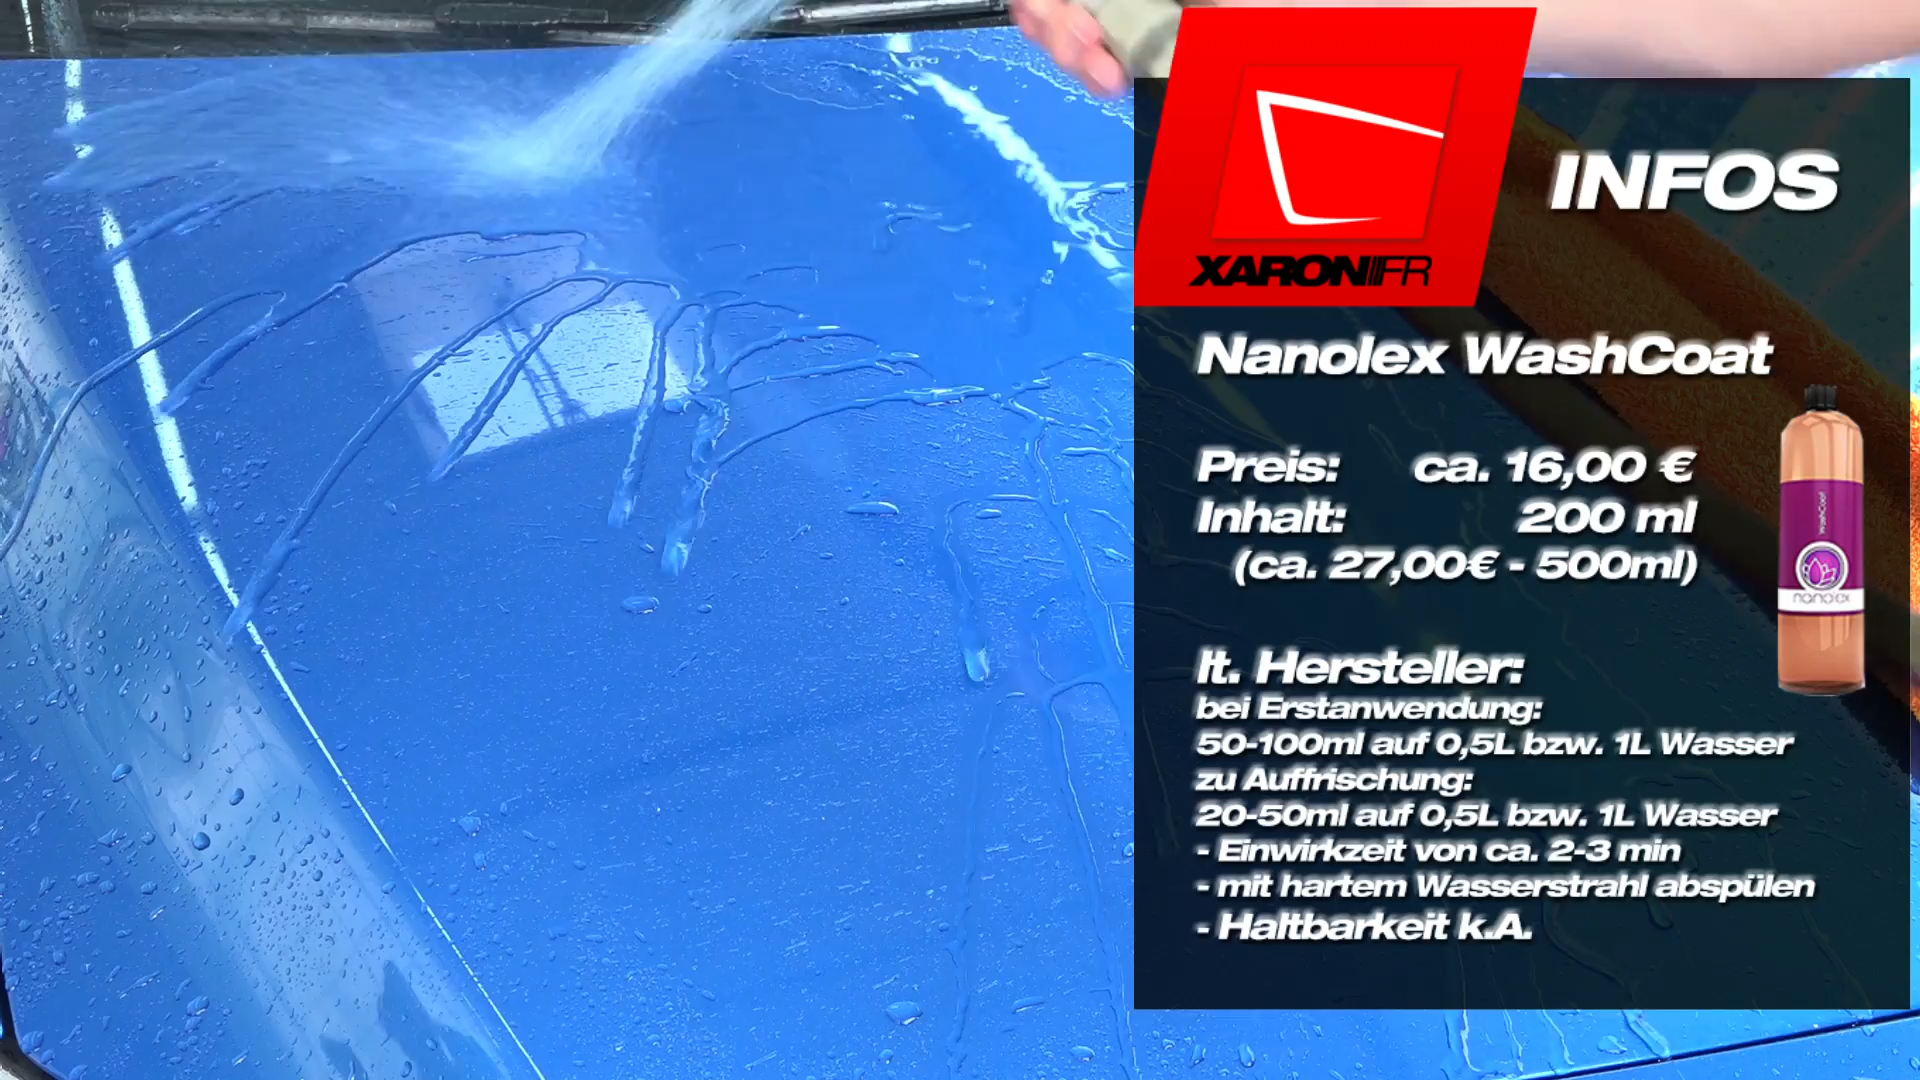 XARONFR
INFOS
Nanolex WashCoat
Preis: ca. 16,00 €
Inhalt: 200 ml
(ca. 27,00€ - 500ml)
WashCoat
nanolex
lt. Hersteller:
bei Erstanwendung:
50-100ml auf 0,5L bzw. 1L Wasser
zu Auffrischung:
20-50ml auf 0,5L bzw. 1L Wasser
- Einwirkzeit von ca. 2-3 min
- mit hartem Wasserstrahl abspülen
- Haltbarkeit k.A.